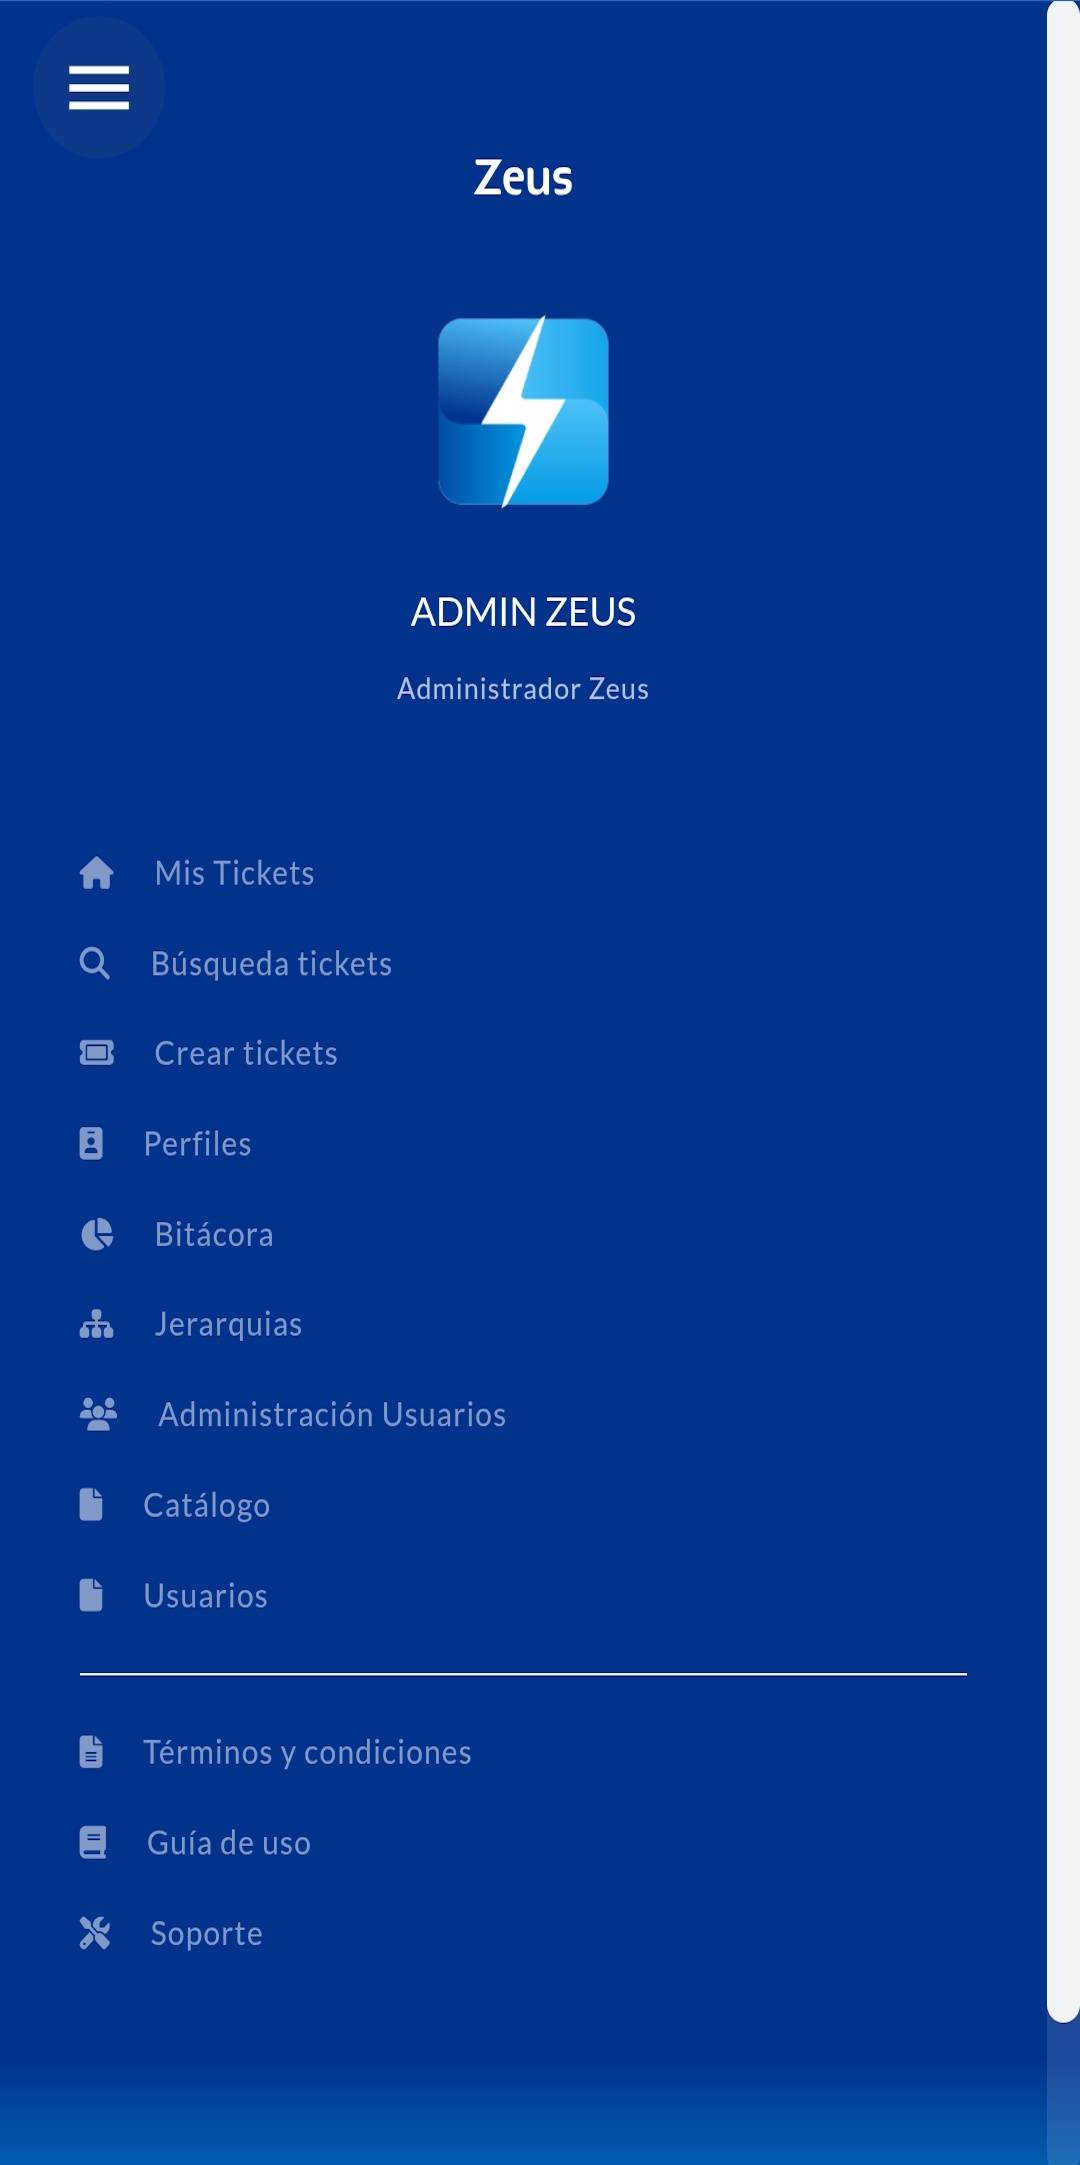 Zeus
ADMIN ZEUS
Administrador Zeus
Mis Tickets
Búsqueda tickets
Crear tickets
Perfiles
Bitácora
Jerarquias
Administración Usuarios
Catálogo
Usuarios
Términos y condiciones
Guía de uso
Soporte